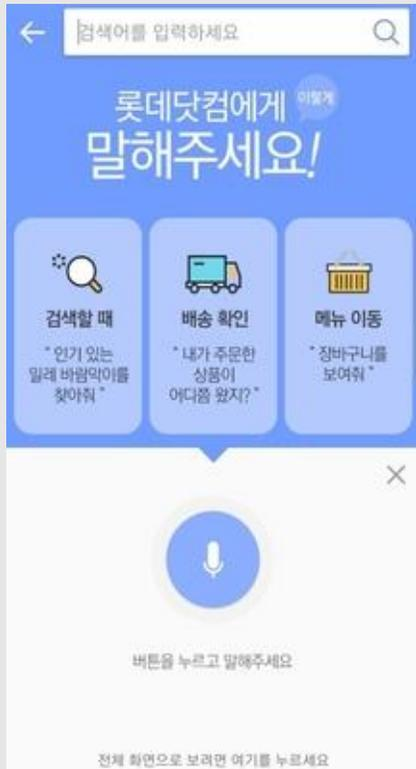 검색어를 입력하세요
롯데닷컴에게 이렇게
말해주세요!
검색할 때
" 인기 있는
밀레 바람막이를
찾아줘 "
배송 확인
" 내가 주문한
상품이
어디쯤 왔지? "
메뉴 이동
" 장바구니를
보여줘 "
버튼을 누르고 말해주세요
전체 화면으로 보려면 여기를 누르세요